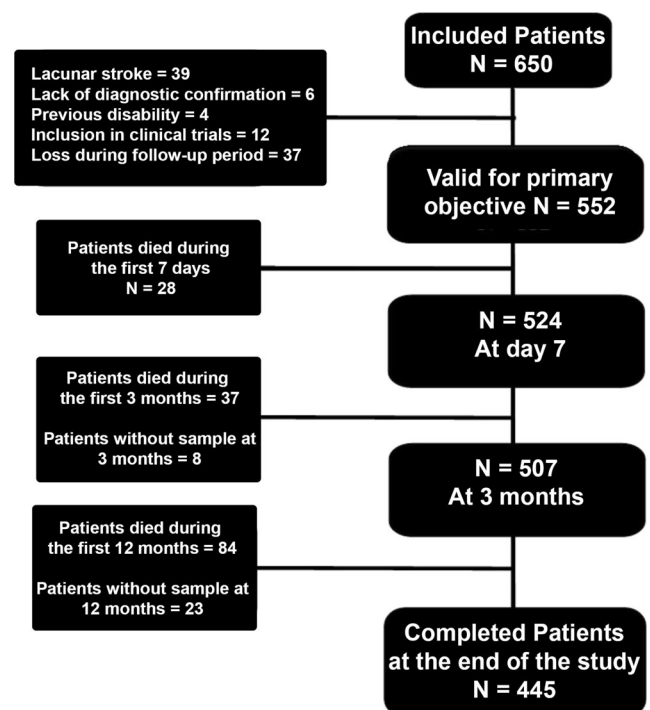 Included Patients
N = 650
Lacunar stroke = 39
Lack of diagnostic confirmation = 6
Previous disability = 4
Inclusion in clinical trials = 12
Loss during follow-up period = 37
Valid for primary
objective N = 552
Patients died during
the first 7 days
N = 28
N = 524
At day 7
Patients died during
the first 3 months = 37
Patients without sample at
3 months = 8
N = 507
At 3 months
Patients died during
the first 12 months = 84
Patients without sample at
12 months = 23
Completed Patients
at the end of the study
N = 445